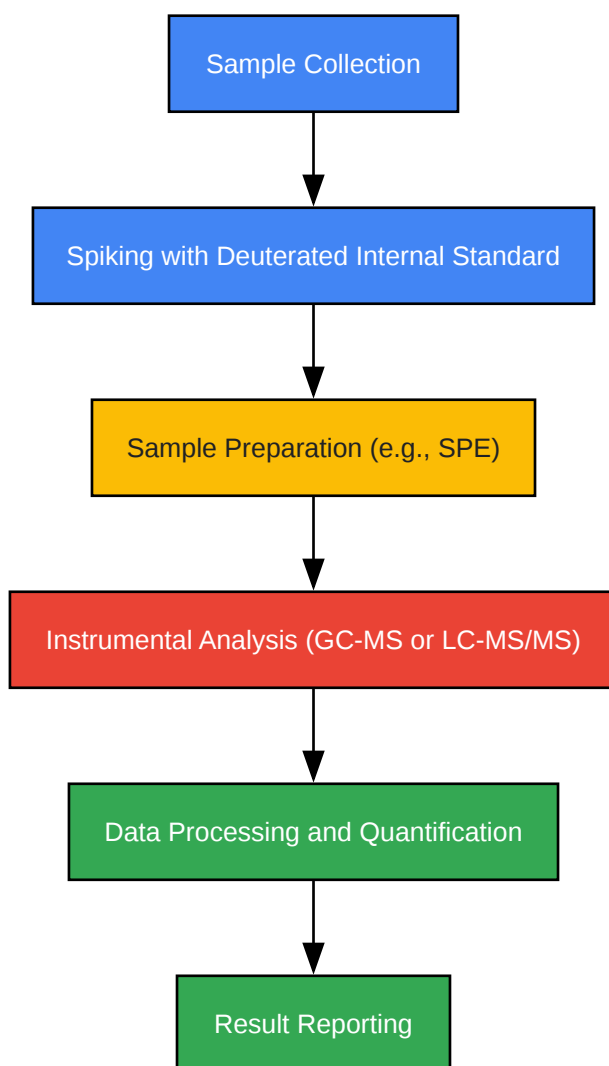 Sample Collection
Spiking with Deuterated Internal Standard
Sample Preparation (e.g., SPE)
Instrumental Analysis (GC-MS or LC-MS/MS)
Data Processing and Quantification
Result Reporting